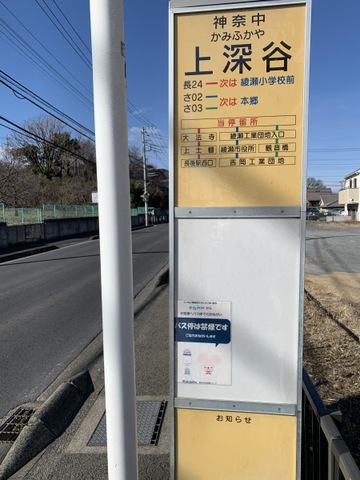 神奈中
かみふかや
上深谷
長24 次は 綾瀬小学校前
さ02
さ03 次は 本郷
当停留所
大法寺 綾瀬工業団地入口
上土棚 綾瀬市役所 観音橋
長後駅西口 吉岡工業団地
バス停は禁煙です
お知らせ